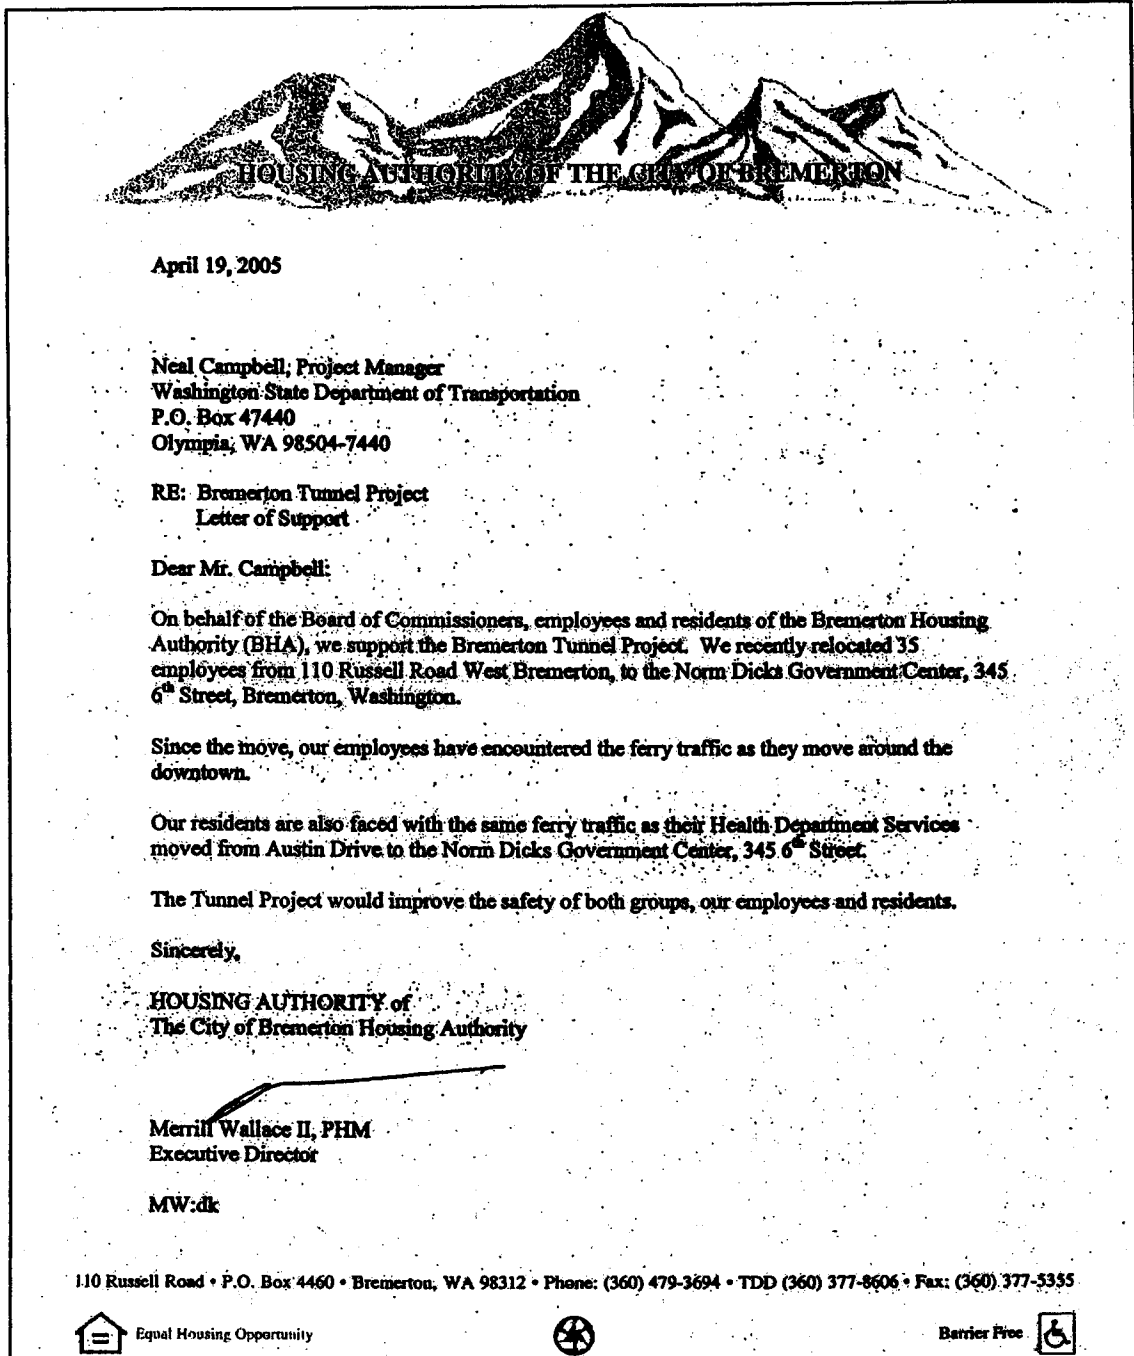 HOUSING AUTHORITY OF THE CITY OF BREMERTON
April 19, 2005
Neal Campbell, Project Manager
Washington State Department of Transportation
P.O. Box 47440
Olympia, WA 98504-7440
RE: Bremerton Tunnel Project
Letter of Support
Dear Mr. Campbell:
On behalf of the Board of Commissioners, employees and residents of the Bremerton Housing
Authority (BHA), we support the Bremerton Tunnel Project. We recently relocated 35
employees from 110 Russell Road West Bremerton, to the Norm Dicks Government Center, 345
6th Street, Bremerton, Washington.
Since the move, our employees have encountered the ferry traffic as they move around the
downtown.
Our residents are also faced with the same ferry traffic as their Health Department Services
moved from Austin Drive to the Norm Dicks Government Center, 345 6th Street.
The Tunnel Project would improve the safety of both groups, our employees and residents.
Sincerely,
HOUSING AUTHORITY of
The City of Bremerton Housing Authority
Merrill Wallace II, PHM
Executive Director
MW:dk
110 Russell Road • P.O. Box 4460 • Bremerton, WA 98312 • Phone: (360) 479-3694 • TDD (360) 377-8606 • Fax: (360) 377-5355
Equal Housing Opportunity
Barrier Free